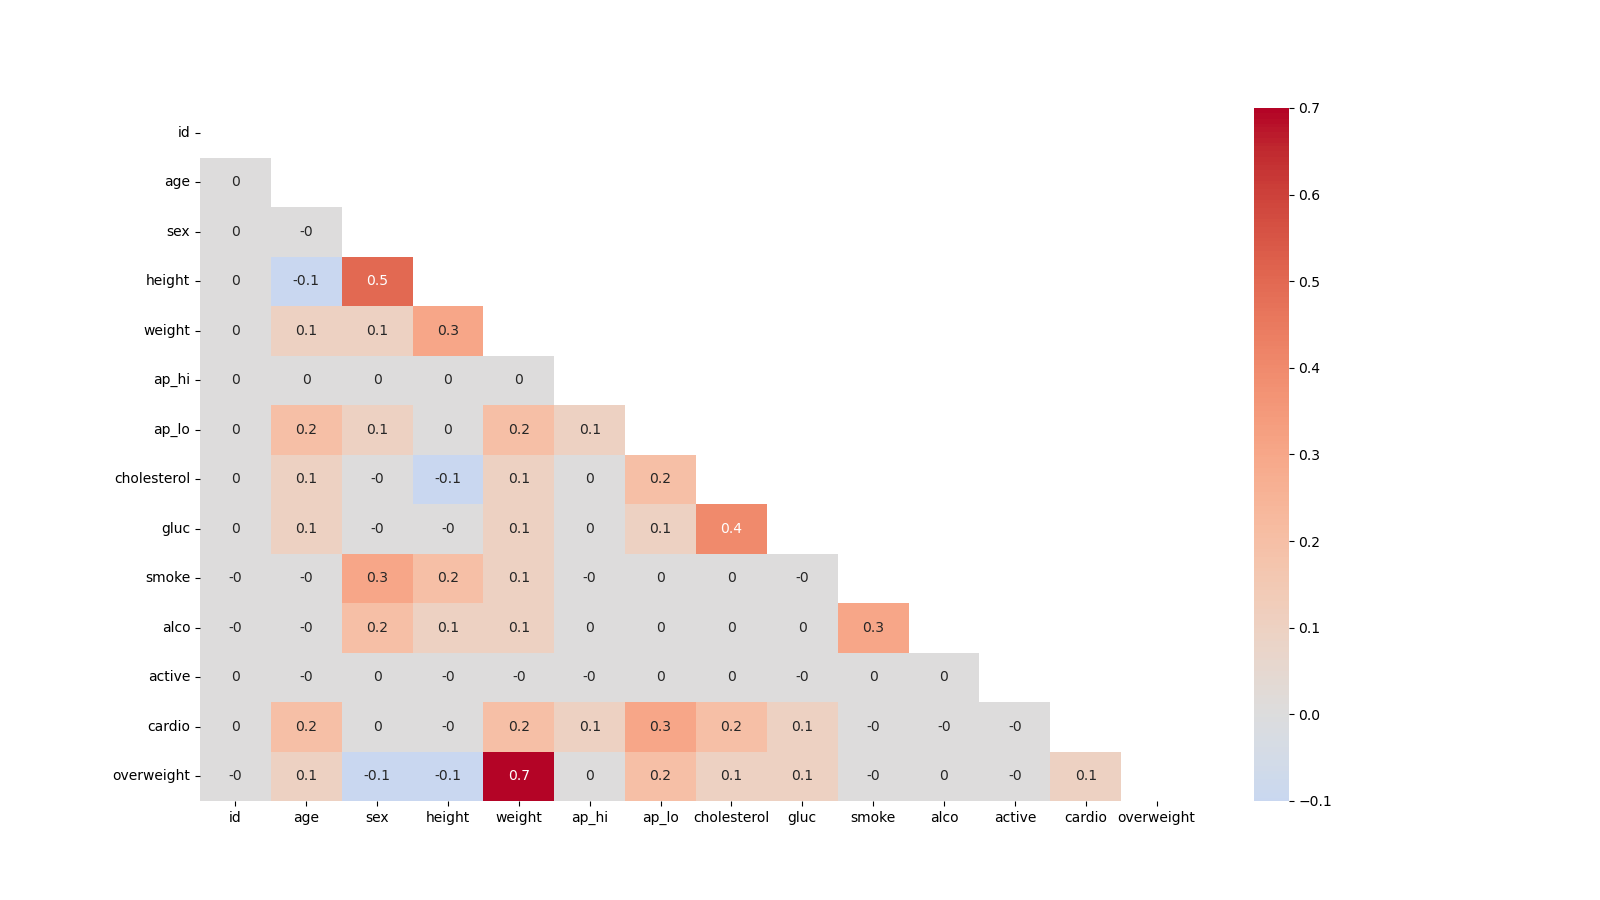 id
age 0
sex 0 -0
height 0 -0.1 0.5
weight 0 0.1 0.1 0.3
ap_hi 0 0 0 0 0
ap_lo 0 0.2 0.1 0 0.2 0.1
cholesterol 0 0.1 -0 -0.1 0.1 0 0.2
gluc 0 0.1 -0 -0 0.1 0 0.1 0.4
smoke -0 -0 0.3 0.2 0.1 -0 0 0 -0
alco -0 -0 0.2 0.1 0.1 0 0 0 0 0.3
active 0 -0 0 -0 -0 -0 0 0 -0 0 0
cardio 0 0.2 0 -0 0.2 0.1 0.3 0.2 0.1 -0 -0 -0
overweight -0 0.1 -0.1 -0.1 0.7 0 0.2 0.1 0.1 -0 0 -0 0.1
id age sex height weight ap_hi ap_lo cholesterol gluc smoke alco active cardio overweight
0.7
0.6
0.5
0.4
0.3
0.2
0.1
0.0
−0.1